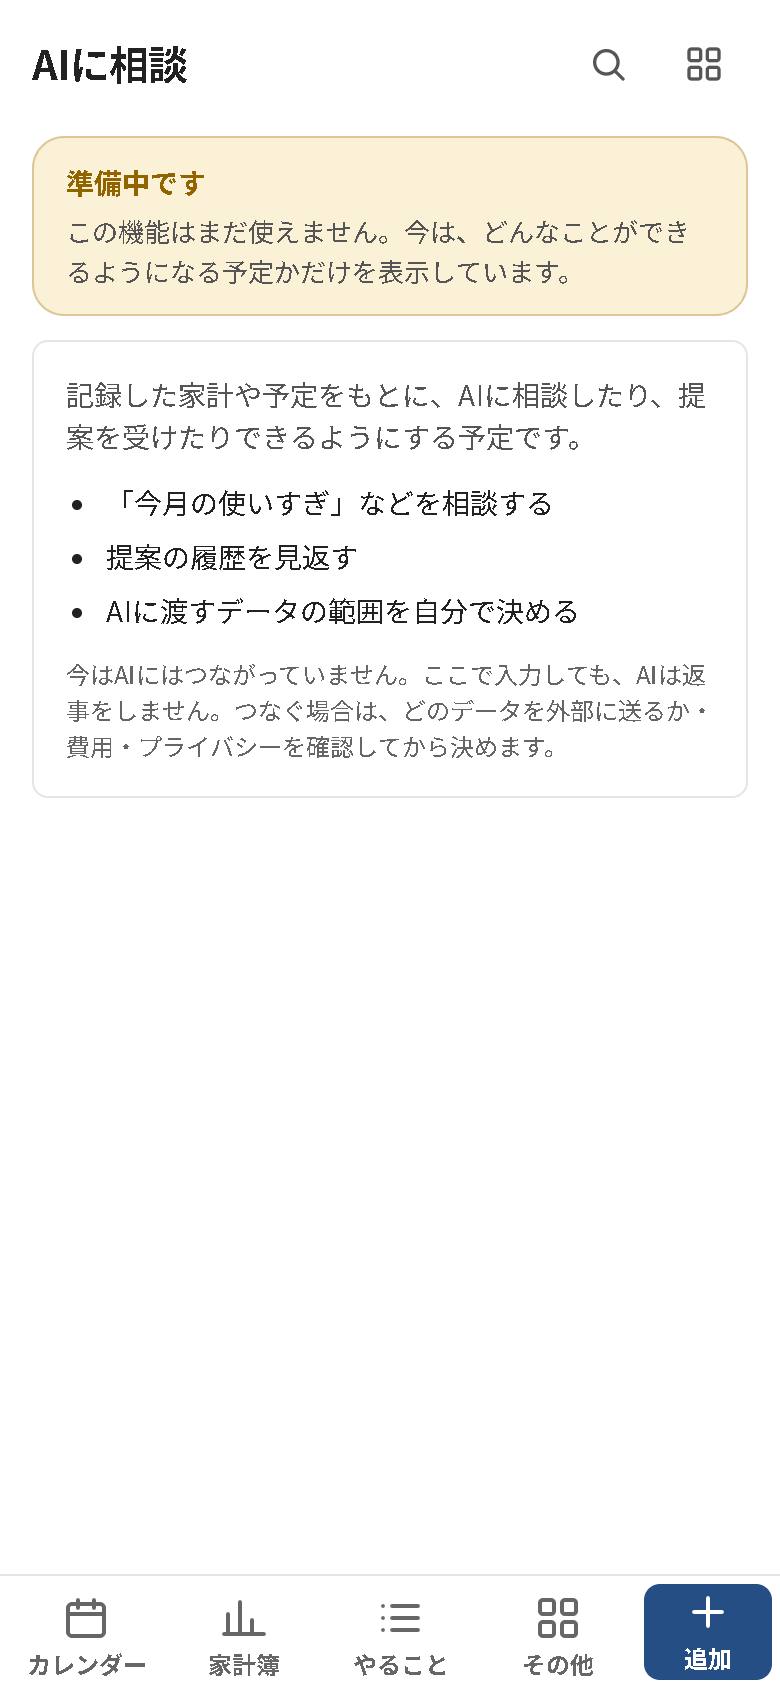 AIに相談
準備中です
この機能はまだ使えません。今は、どんなことができ
るようになる予定かだけを表示しています。
記録した家計や予定をもとに、AIに相談したり、提
案を受けたりできるようにする予定です。
• 「今月の使いすぎ」などを相談する
• 提案の履歴を見返す
• AIに渡すデータの範囲を自分で決める
今はAIにはつながっていません。ここで入力しても、AIは返
事をしません。つなぐ場合は、どのデータを外部に送るか・
費用・プライバシーを確認してから決めます。
カレンダー 家計簿 やること その他 追加